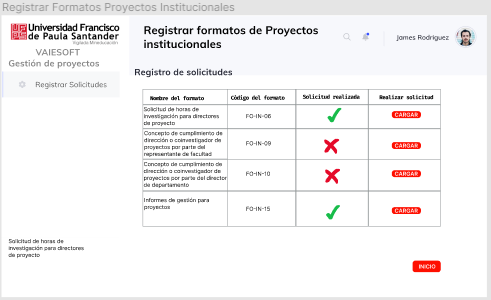 Registrar Formatos Proyectos Institucionales
Universidad Francisco
de Paula Santander
Vigilada Mineducación
VAIESOFT
Gestión de proyectos
Registrar Solicitudes
Registrar formatos de Proyectos
institucionales
James Rodriguez
Registro de solicitudes
Nombre del formato
Código del formato
Solicitud realizada
Realizar solicitud
Solicitud de horas de
investigación para directores
de proyecto
FO-IN-08
CARGAR
Concepto de cumplimiento de
dirección o coinvestigador de
proyectos por parte del
representante de facultad
FO-IN-09
CARGAR
Concepto de cumplimiento de
dirección o coinvestigador de
proyectos por parte del director
de departamento
FO-IN-10
CARGAR
Informes de gestión para
proyectos
FO-IN-15
CARGAR
Solicitud de horas de
investigación para directores
de proyecto
INICIO